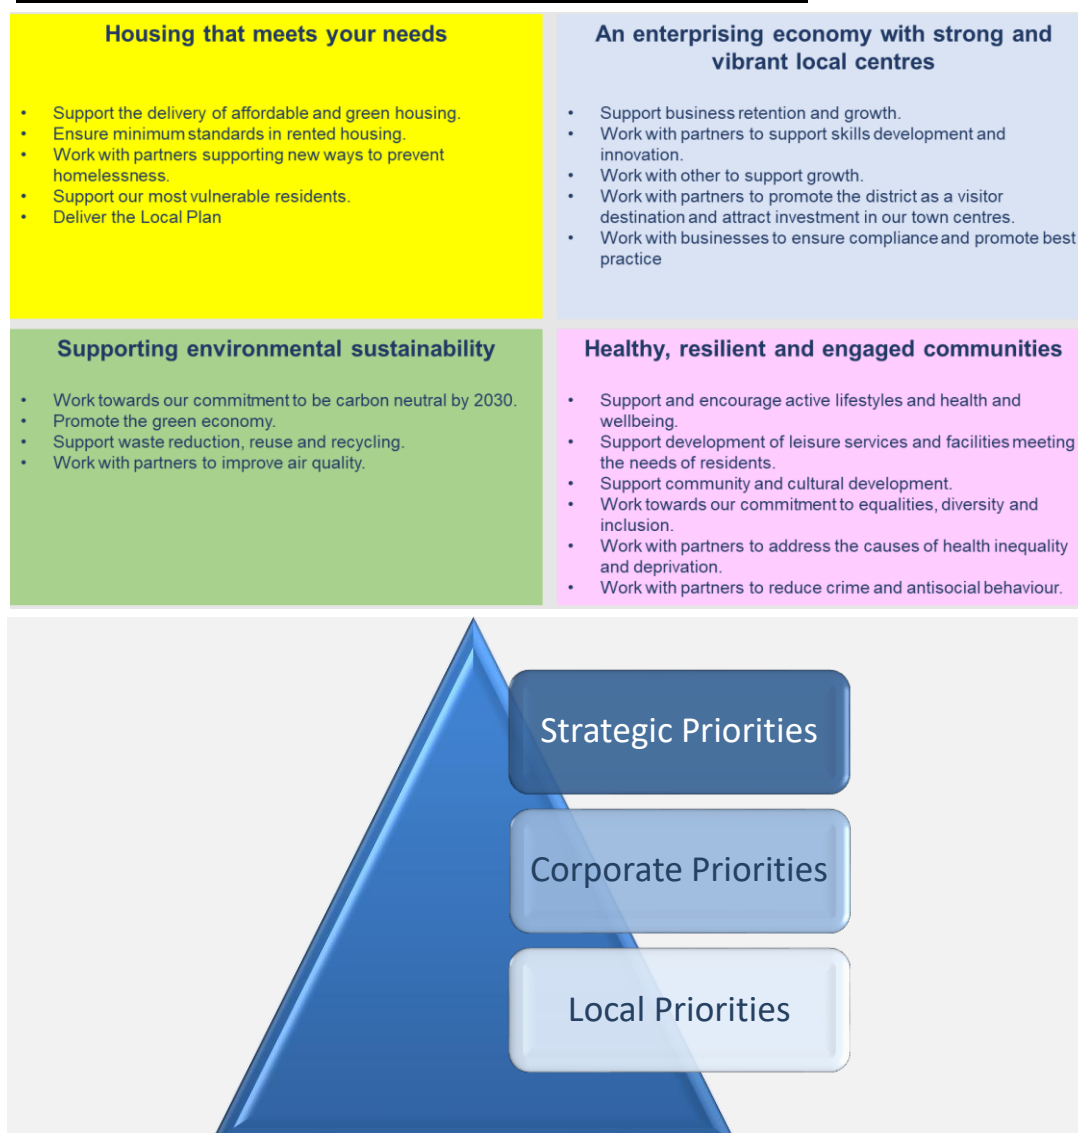 Housing that meets your needs
• Support the delivery of affordable and green housing.
• Ensure minimum standards in rented housing.
• Work with partners supporting new ways to prevent
homelessness.
• Support our most vulnerable residents.
• Deliver the Local Plan
An enterprising economy with strong and
vibrant local centres
• Support business retention and growth.
• Work with partners to support skills development and
innovation.
• Work with other to support growth.
• Work with partners to promote the district as a visitor
destination and attract investment in our town centres.
• Work with businesses to ensure compliance and promote best
practice
Supporting environmental sustainability
• Work towards our commitment to be carbon neutral by 2030.
• Promote the green economy.
• Support waste reduction, reuse and recycling.
• Work with partners to improve air quality.
Healthy, resilient and engaged communities
• Support and encourage active lifestyles and health and
wellbeing.
• Support development of leisure services and facilities meeting
the needs of residents.
• Support community and cultural development.
• Work towards our commitment to equalities, diversity and
inclusion.
• Work with partners to address the causes of health inequality
and deprivation.
• Work with partners to reduce crime and antisocial behaviour.
Strategic Priorities
Corporate Priorities
Local Priorities